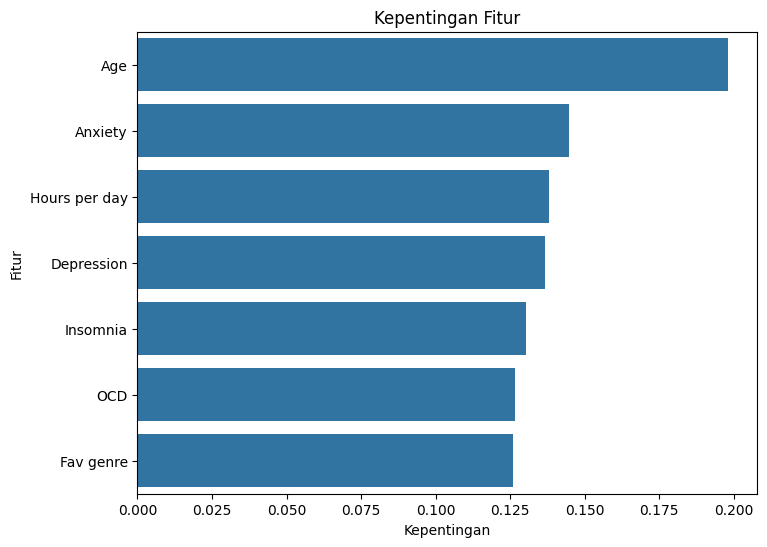 Kepentingan Fitur
Fitur
Age
Anxiety
Hours per day
Depression
Insomnia
OCD
Fav genre
0.000 0.025 0.050 0.075 0.100 0.125 0.150 0.175 0.200
Kepentingan